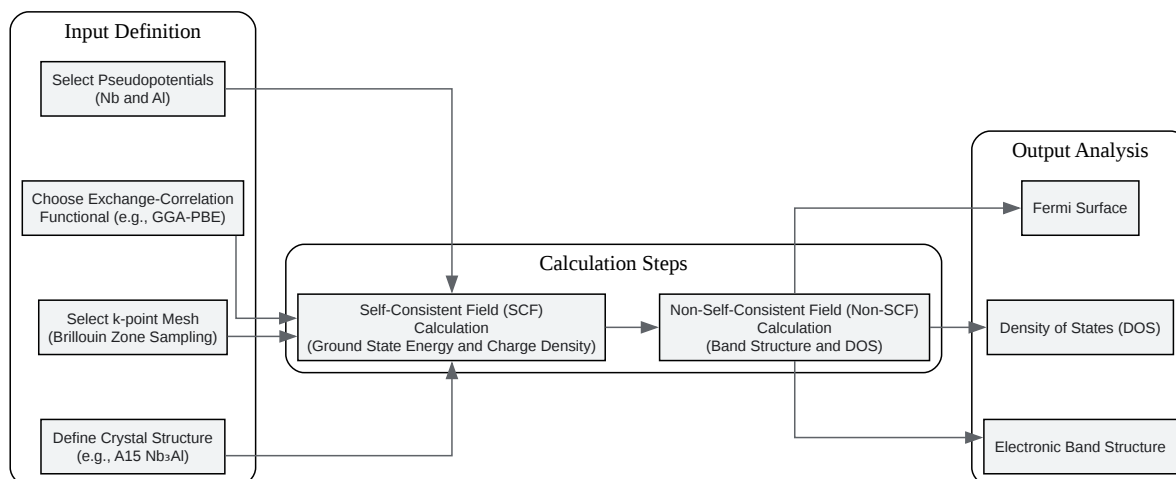 Input Definition
Select Pseudopotentials
(Nb and Al)
Choose Exchange-Correlation
Functional (e.g., GGA-PBE)
Select k-point Mesh
(Brillouin Zone Sampling)
Define Crystal Structure
(e.g., A15 Nb₃Al)
Calculation Steps
Self-Consistent Field (SCF)
Calculation
(Ground State Energy and Charge Density)
Non-Self-Consistent Field (Non-SCF)
Calculation
(Band Structure and DOS)
Output Analysis
Fermi Surface
Density of States (DOS)
Electronic Band Structure